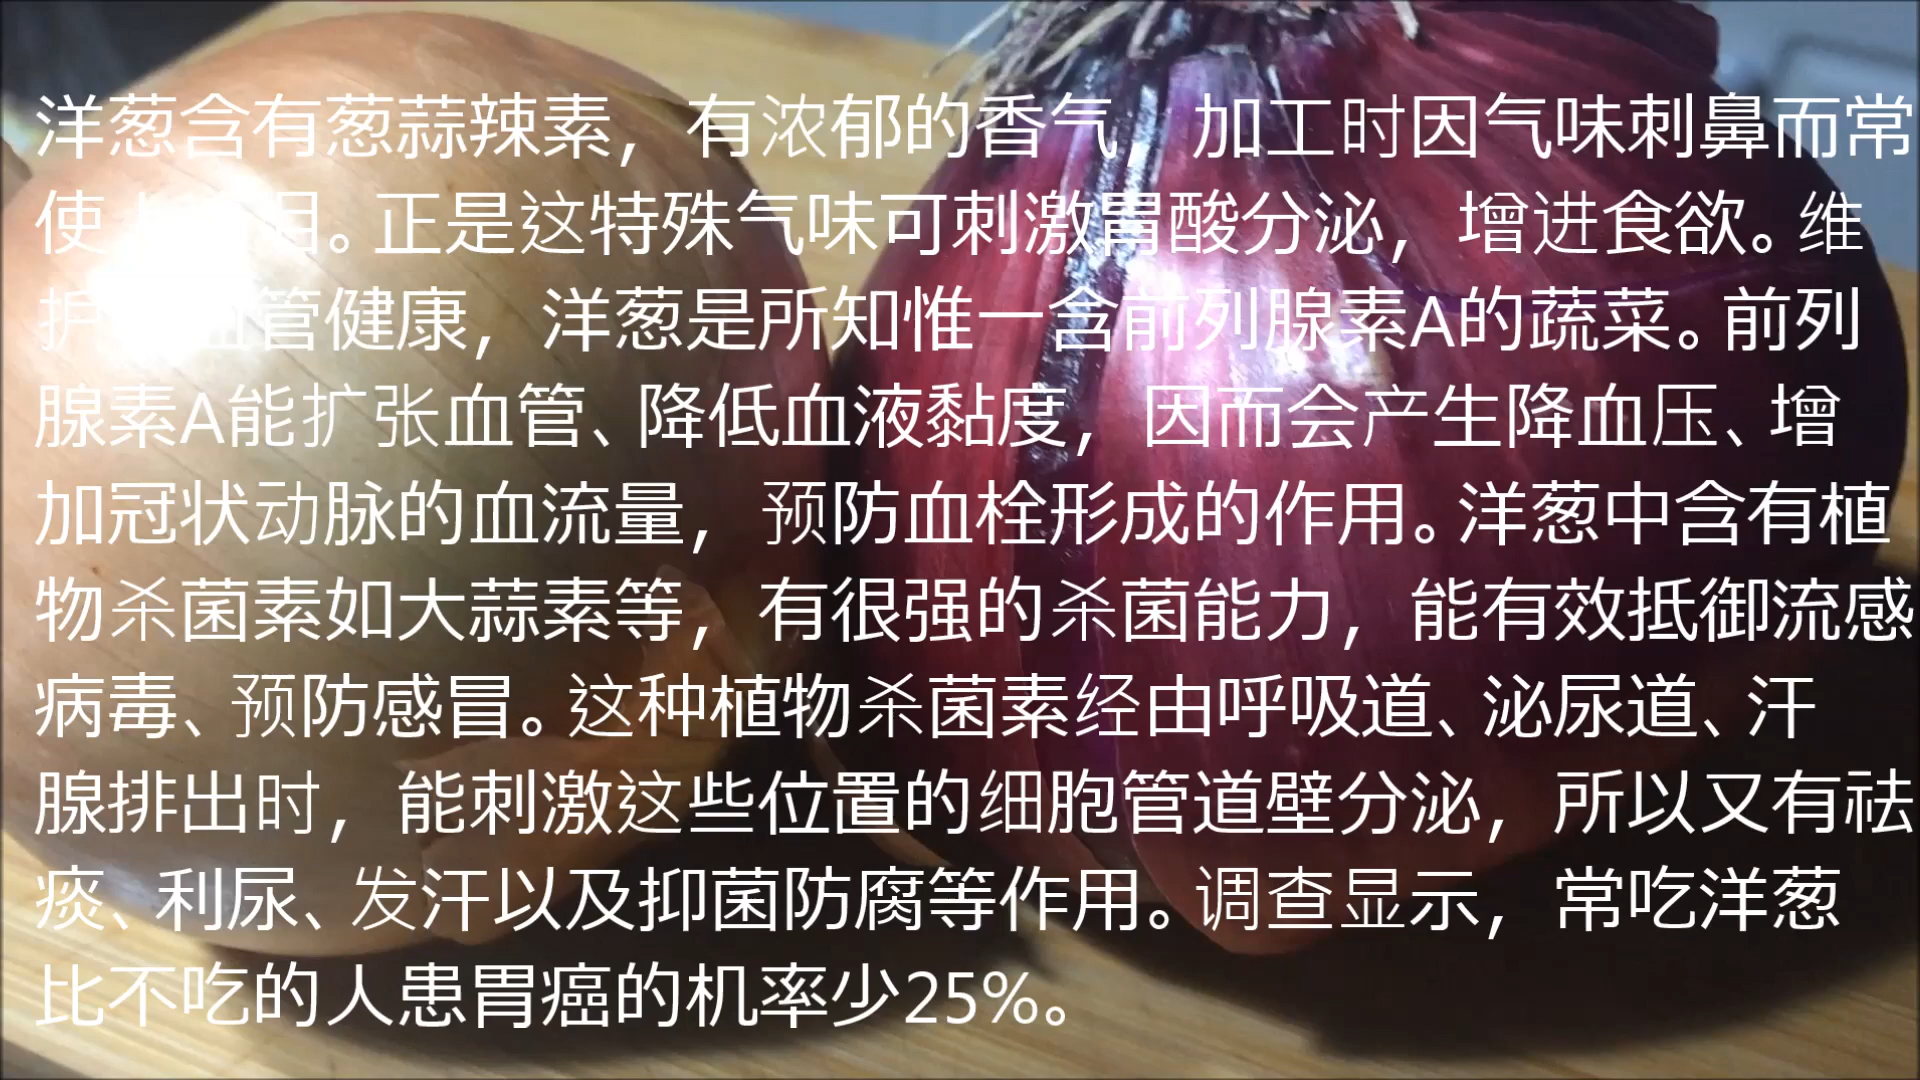 洋葱含有葱蒜辣素，有浓郁的香气，加工时因气味刺鼻而常
使人　目。正是这特殊气味可刺激胃酸分泌，增进食欲。维
护　血管健康，洋葱是所知惟一含前列腺素A的蔬菜。前列
腺素A能扩张血管、降低血液黏度，因而会产生降血压、增
加冠状动脉的血流量，预防血栓形成的作用。洋葱中含有植
物杀菌素如大蒜素等，有很强的杀菌能力，能有效抵御流感
病毒、预防感冒。这种植物杀菌素经由呼吸道、泌尿道、汗
腺排出时，能刺激这些位置的细胞管道壁分泌，所以又有祛
痰、利尿、发汗以及抑菌防腐等作用。调查显示，常吃洋葱
比不吃的人患胃癌的机率少25%。